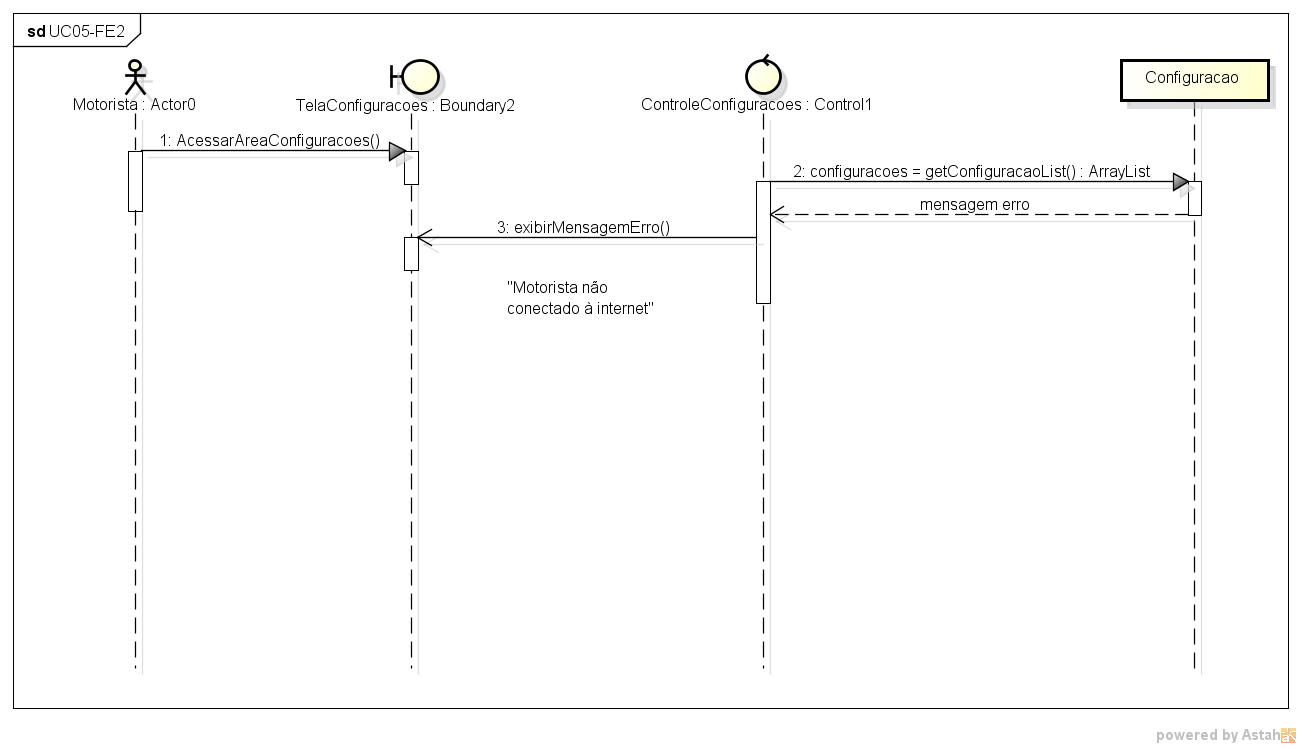 sd UC05-FE2
Motorista : Actor0
TelaConfiguracoes : Boundary2
ControleConfiguracoes : Control1
Configuracao
1: AcessarAreaConfiguracoes()
2: configuracoes = getConfiguracaoList() : ArrayList
mensagem erro
3: exibirMensagemErro()
"Motorista não
conectado à internet"
powered by Astah